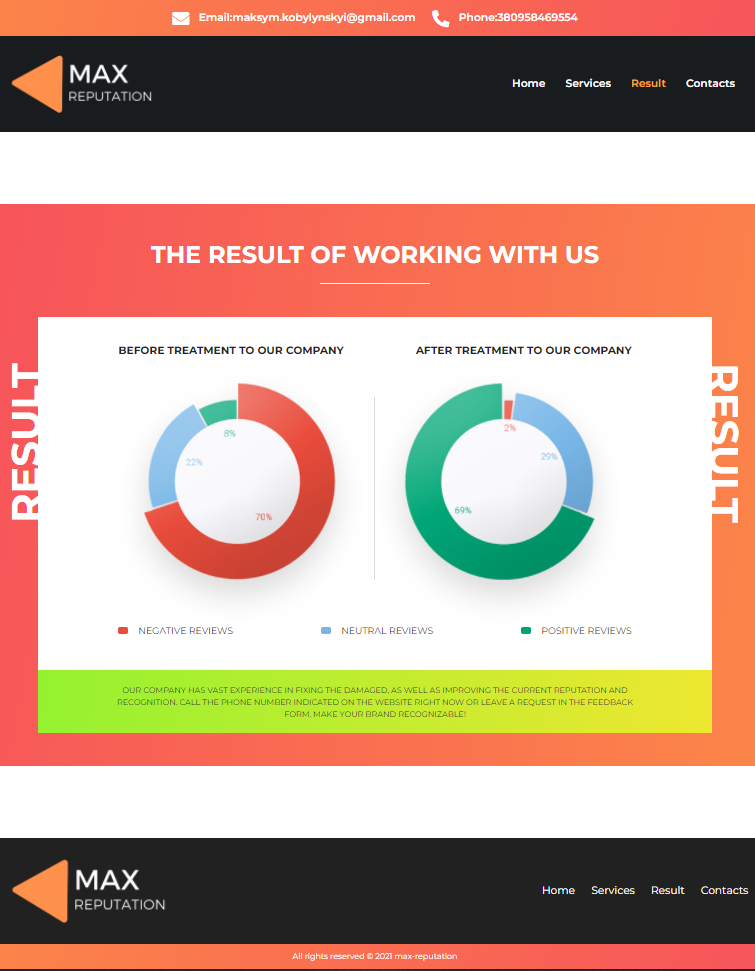 Email:maksym.kobylynskyi@gmail.com Phone:380958469554
MAX
REPUTATION
Home Services Result Contacts
THE RESULT OF WORKING WITH US
RESULT
BEFORE TREATMENT TO OUR COMPANY
8%
22%
70%
AFTER TREATMENT TO OUR COMPANY
2%
29%
69%
RESULT
NEGATIVE REVIEWS NEUTRAL REVIEWS POSITIVE REVIEWS
OUR COMPANY HAS VAST EXPERIENCE IN FIXING THE DAMAGED, AS WELL AS IMPROVING THE CURRENT REPUTATION AND
RECOGNITION. CALL THE PHONE NUMBER INDICATED ON THE WEBSITE RIGHT NOW OR LEAVE A REQUEST IN THE FEEDBACK
FORM. MAKE YOUR BRAND RECOGNIZABLE!
MAX
REPUTATION
Home Services Result Contacts
All rights reserved © 2021 max-reputation